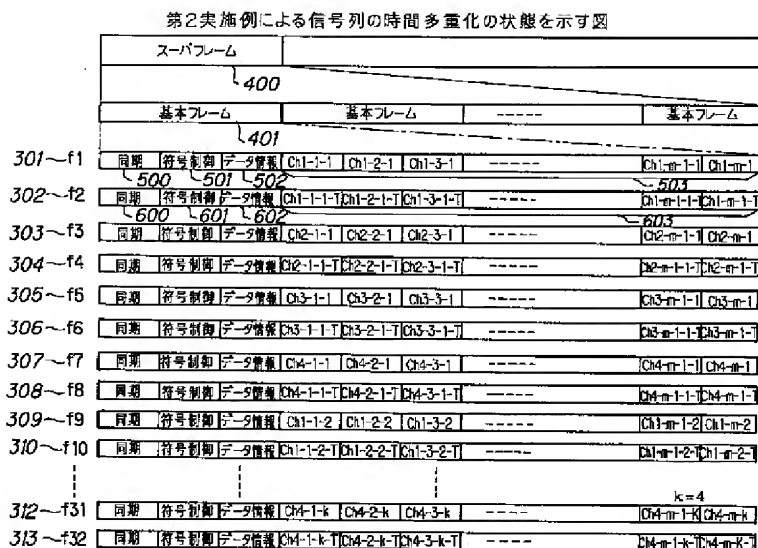 第2実施例による信号列の時間多重化の状態を示す図
スーパフレーム
400
基本フレーム 基本フレーム ----- 基本フレーム
401
301~f1 同期 符号制御 データ情報 Ch1-1-1 Ch1-2-1 Ch1-3-1 Ch1-m-1-1 Ch1-m-1
500 501 502 503
302~f2 同期 符号制御 データ情報 Ch1-1-1-T Ch1-2-1-T Ch1-3-1-T Ch1-m-1-1-T Ch1-m-1-T
600 601 602 603
303~f3 同期 符号制御 データ情報 Ch2-1-1 Ch2-2-1 Ch2-3-1 ----- Ch2-m-1-1 Ch2-m-1
304~f4 同期 符号制御 データ情報 Ch2-1-1-T Ch2-2-1-T Ch2-3-1-T ----- Ch2-m-1-1-T Ch2-m-1-T
305~f5 同期 符号制御 データ情報 Ch3-1-1 Ch3-2-1 Ch3-3-1 ----- Ch3-m-1-1 Ch3-m-1
306~f6 同期 符号制御 データ情報 Ch3-1-1-T Ch3-2-1-T Ch3-3-1-T ----- Ch3-m-1-1-T Ch3-m-1-T
307~f7 同期 符号制御 データ情報 Ch4-1-1 Ch4-2-1 Ch4-3-1 ----- Ch4-m-1-1 Ch4-m-1
308~f8 同期 符号制御 データ情報 Ch4-1-1-T Ch4-2-1-T Ch4-3-1-T ----- Ch4-m-1-1-T Ch4-m-1-T
309~f9 同期 符号制御 データ情報 Ch1-1-2 Ch1-2-2 Ch1-3-2 ----- Ch1-m-1-2 Ch1-m-2
310~f10 同期 符号制御 データ情報 Ch1-1-2-T Ch1-2-2-T Ch1-3-2-T ----- Ch1-m-1-2-T Ch1-m-2-T
k=4
312~f31 同期 符号制御 データ情報 Ch4-1-k Ch4-2-k Ch4-3-k ----- Ch4-m-1-K Ch4-m-k
313~f32 同期 符号制御 データ情報 Ch4-1-k-T Ch4-2-k-T Ch4-3-k-T ----- Ch4-m-1-k-T Ch4-m-K-T